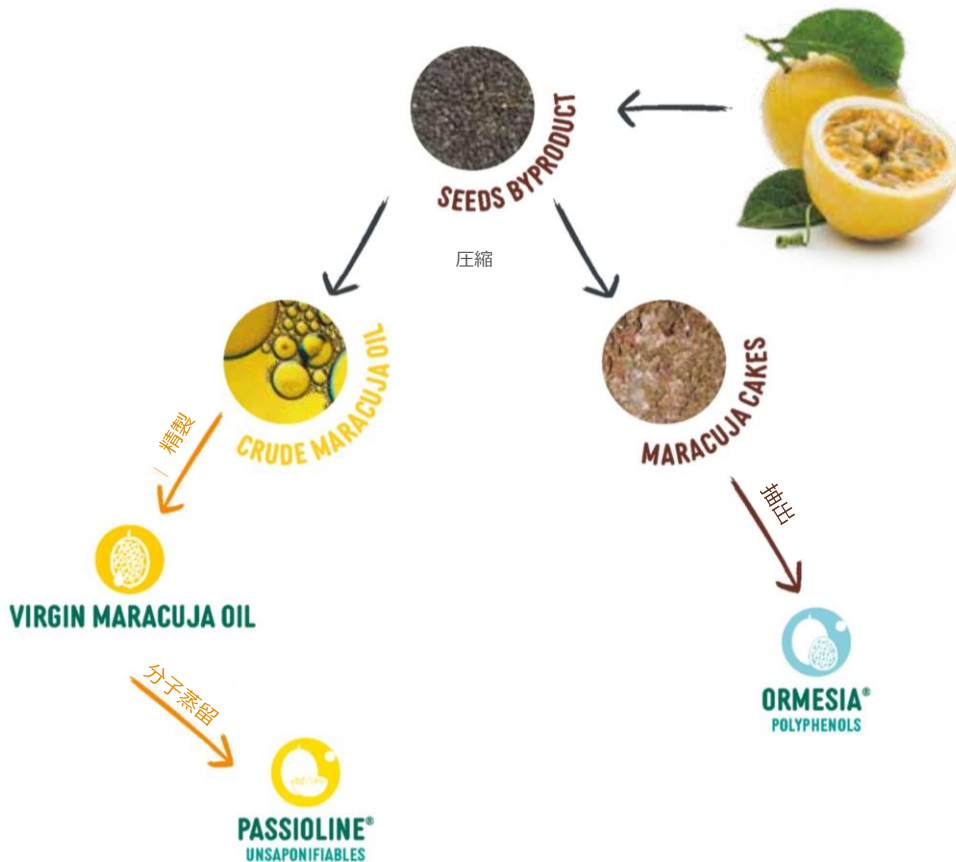 SEEDS BYPRODUCT
圧縮
CRUDE MARACUJA OIL
MARACUJA CAKES
精製
抽出
VIRGIN MARACUJA OIL
分子蒸留
ORMESIA®
POLYPHENOLS
PASSIOLINE®
UNSAPONIFIABLES